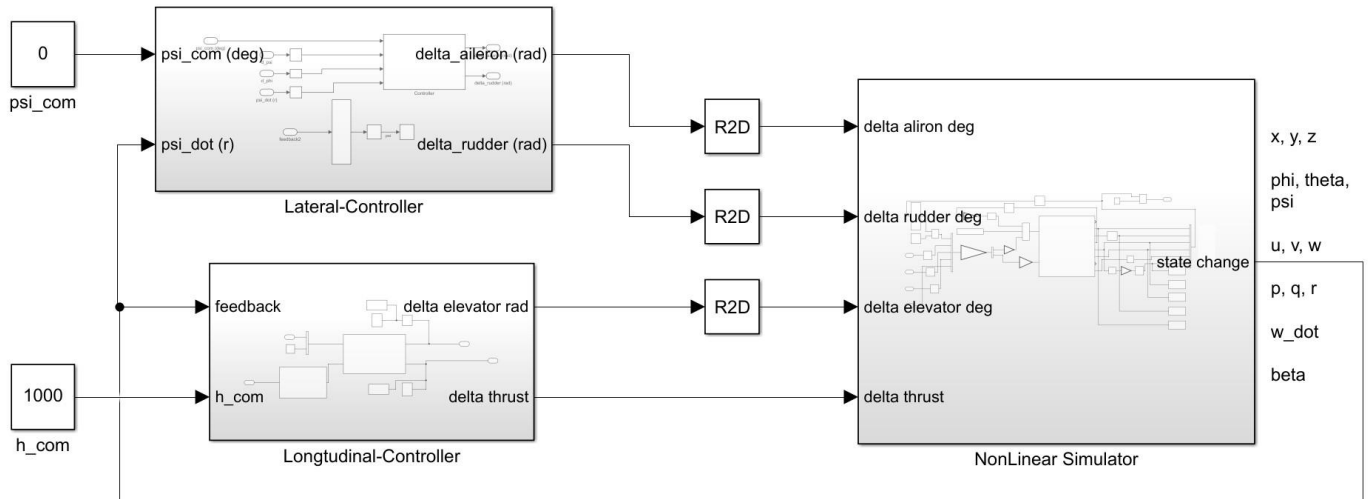 0
psi_com
psi_com (deg)
psi_dot (r)
delta_aileron (rad)
delta_rudder (rad)
Controller
feedback2
Lateral-Controller
R2D
R2D
R2D
feedback
h_com
delta elevator rad
delta thrust
Longtudinal-Controller
1000
h_com
delta aliron deg
delta rudder deg
delta elevator deg
delta thrust
state change
NonLinear Simulator
x, y, z
phi, theta,
psi
u, v, w
p, q, r
w_dot
beta